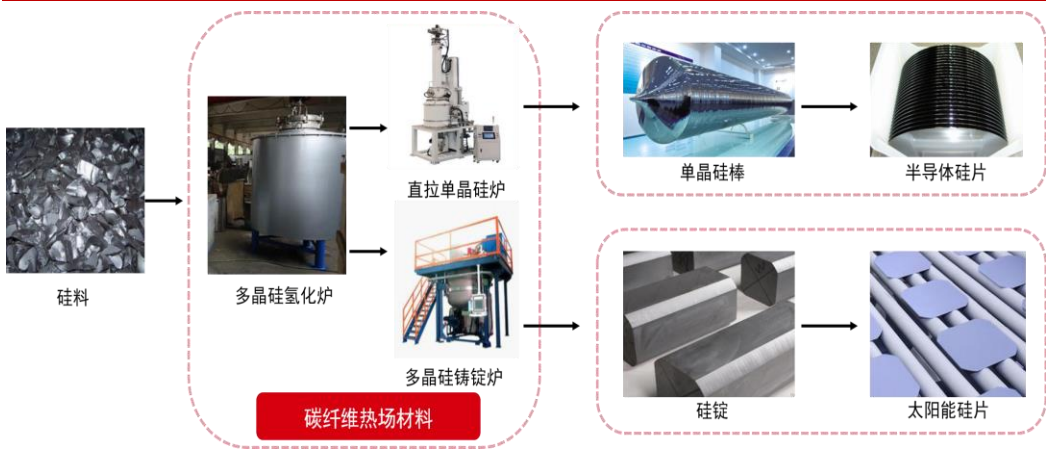 硅料
多晶硅氢化炉
直拉单晶硅炉
多晶硅铸锭炉
碳纤维热场材料
单晶硅棒
半导体硅片
硅锭
太阳能硅片